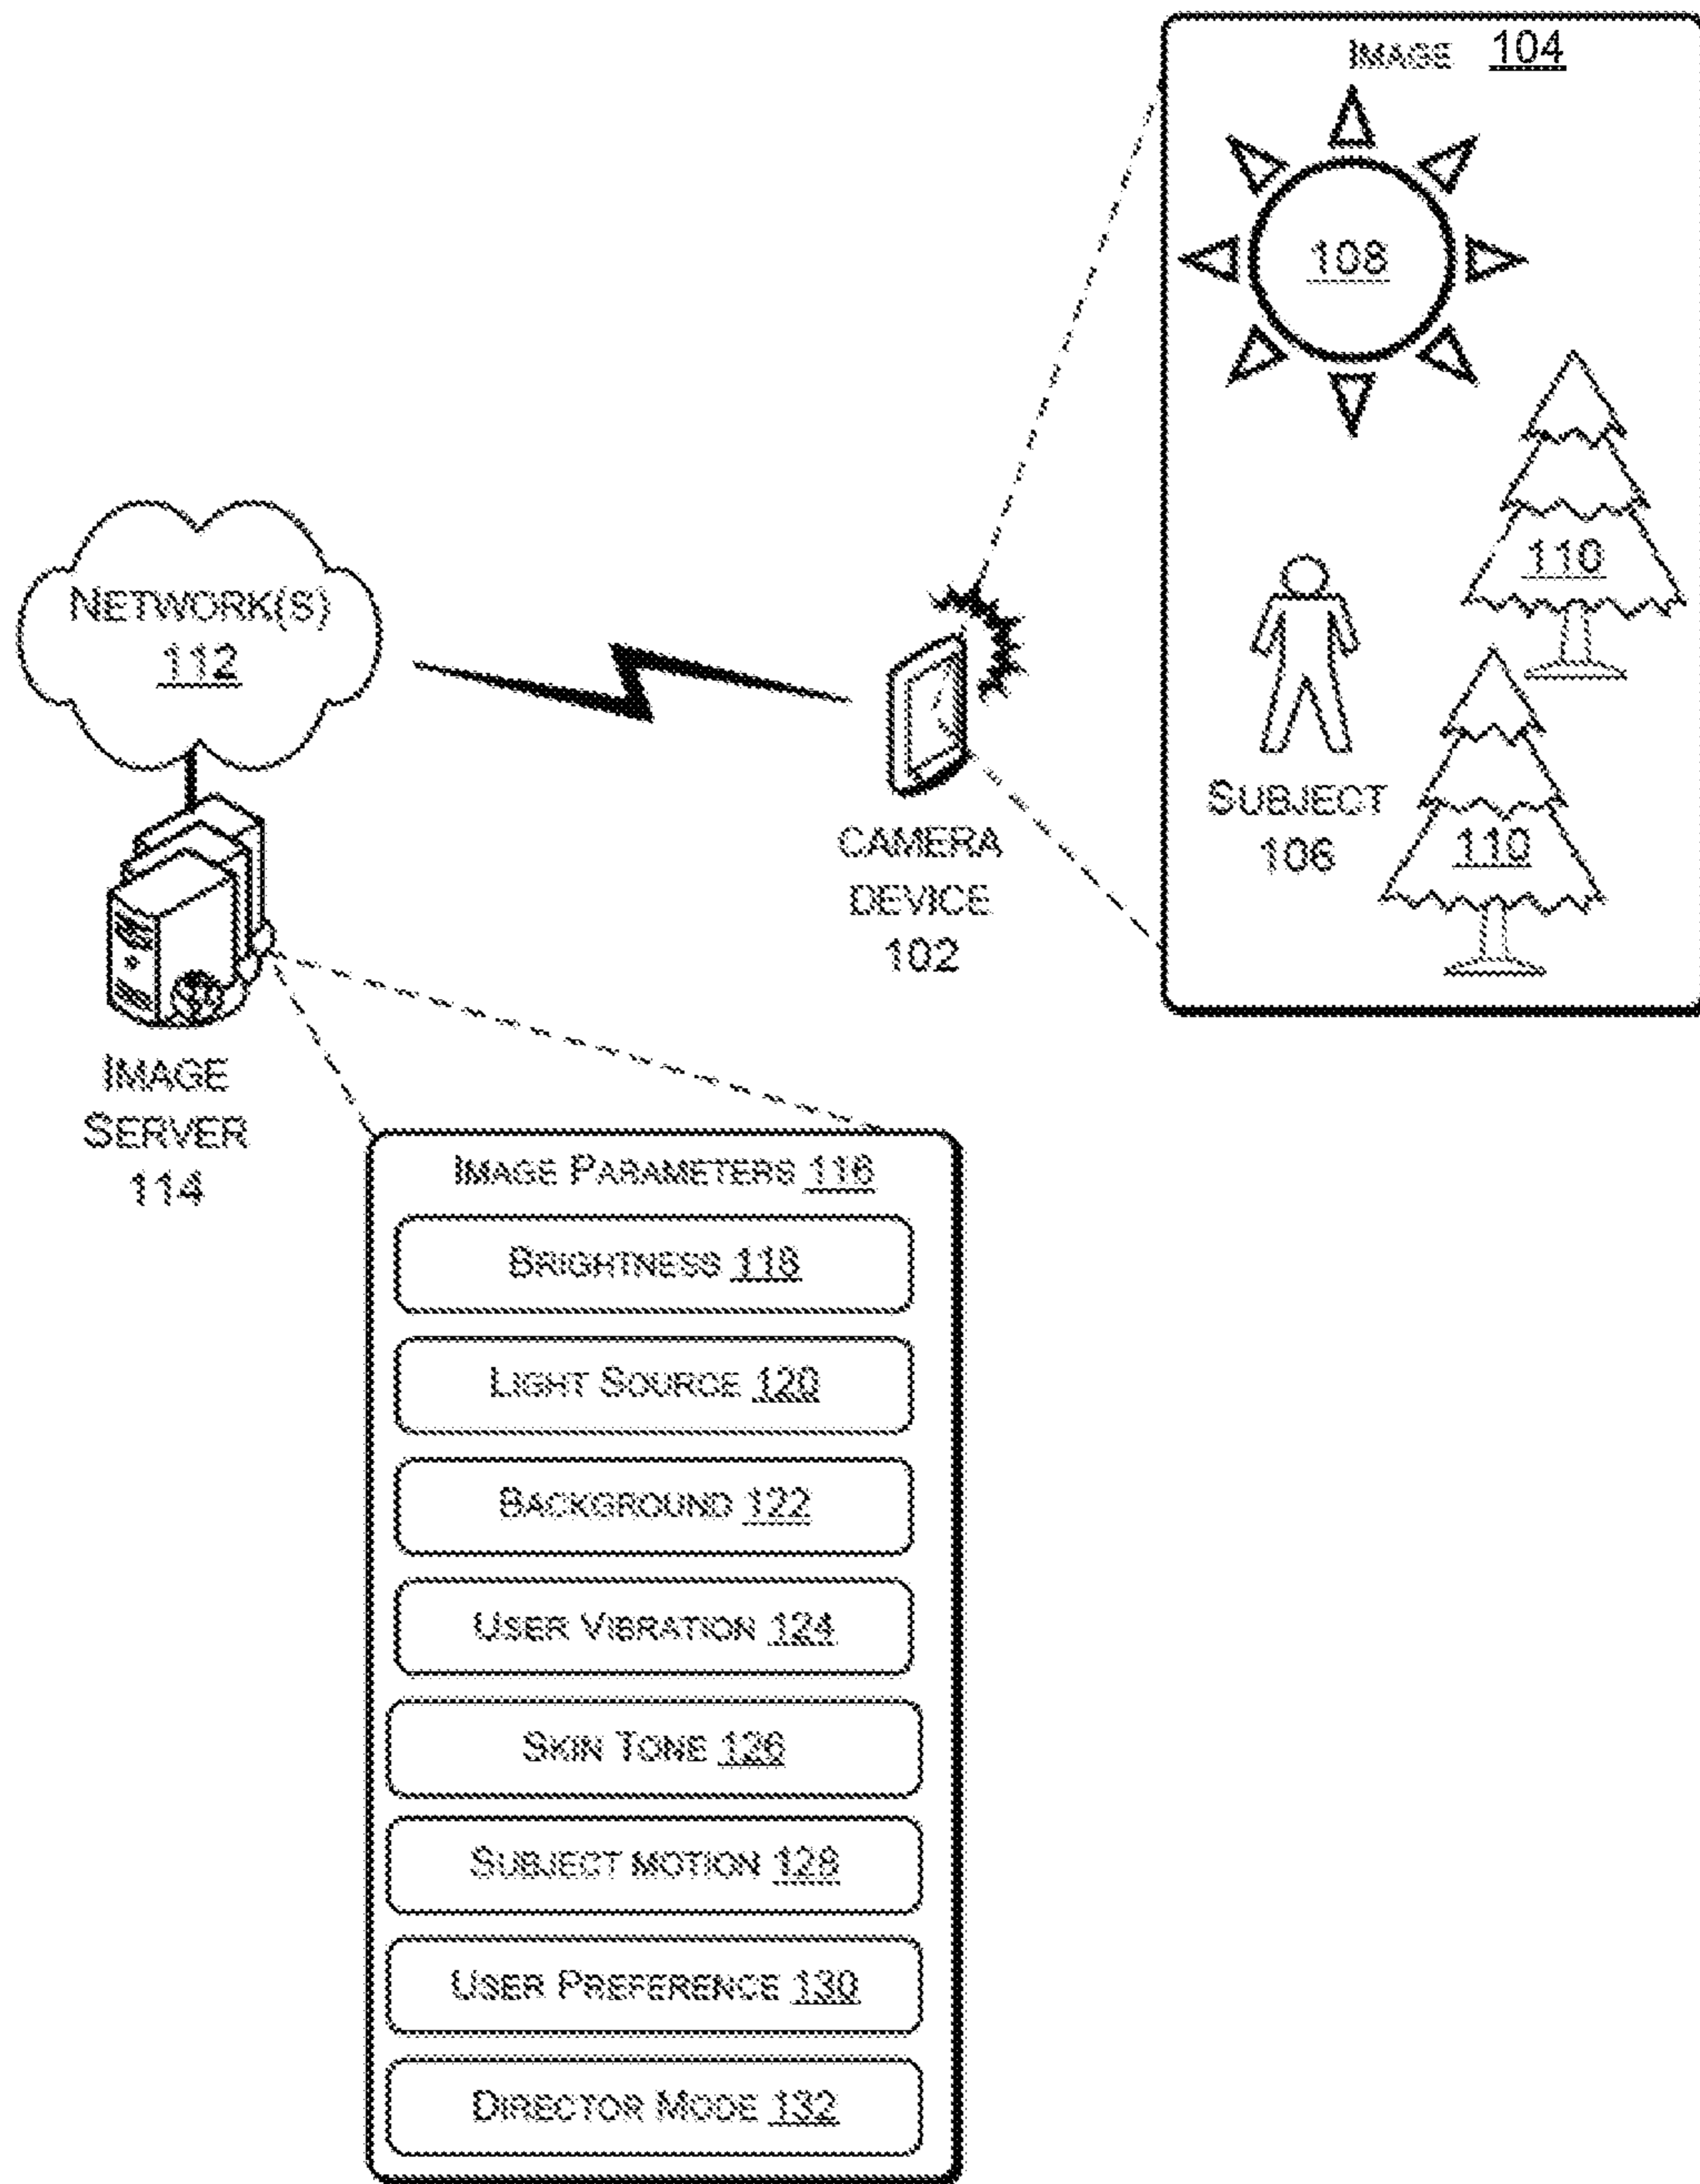 IMAGE 104
108
110
NETWORK(S)
112
SUBJECT
106
110
CAMERA
DEVICE
102
IMAGE
SERVER
114
IMAGE PARAMETERS 116
BRIGHTNESS 118
LIGHT SOURCE 120
BACKGROUND 122
USER VIBRATION 124
SKIN TONE 126
SUBJECT MOTION 128
USER PREFERENCE 130
DIRECTOR MODE 132